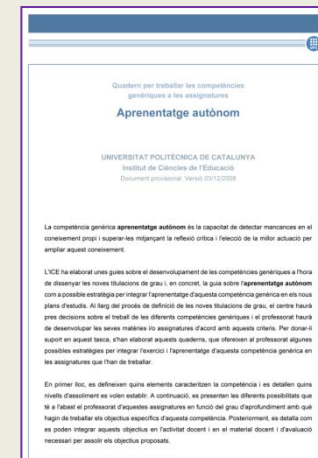 Quadern per treballar les competències
genèriques a les assignatures
Aprenentatge autònom
UNIVERSITAT POLITÈCNICA DE CATALUNYA
Institut de Ciències de l'Educació
Document provisional. Versió 03/12/2008
La competència genèrica aprenentatge autònom és la capacitat de detectar mancances en el
coneixement propi i superar-les mitjançant la reflexió crítica i l'elecció de la millor actuació per
ampliar aquest coneixement.
L'ICE ha elaborat unes guies sobre el desenvolupament de les competències genèriques a l'hora
de dissenyar les noves titulacions de grau i, en concret, la guia sobre l'aprenentatge autònom
com a possible estratègia per integrar l'aprenentatge d'aquesta competència genèrica en els nous
plans d'estudis. Al llarg del procés de definició de les noves titulacions de grau, el centre haurà
pres decisions sobre el treball de les diferents competències genèriques i el professorat haurà
de desenvolupar les seves matèries i/o assignatures d'acord amb aquests criteris. Per donar-li
suport en aquest tasca, s'han elaborat aquests quaderns, que ofereixen al professorat algunes
possibles estratègies per integrar l'exercici i l'aprenentatge d'aquesta competència genèrica en
les assignatures que l'han de treballar.
En primer lloc, es defineixen quins elements caracteritzen la competència i es detallen quins
nivells d'assoliment es volen establir. A continuació, es presenten les diferents possibilitats que
té a l'abast el professorat d'aquestes assignatures en funció del grau d'aprofundiment amb què
hagin de treballar els objectius específics d'aquesta competència. Posteriorment, es detalla com
es poden integrar aquests objectius en l'activitat docent i en el material docent i d'avaluació
necessari per assolir els objectius proposats.